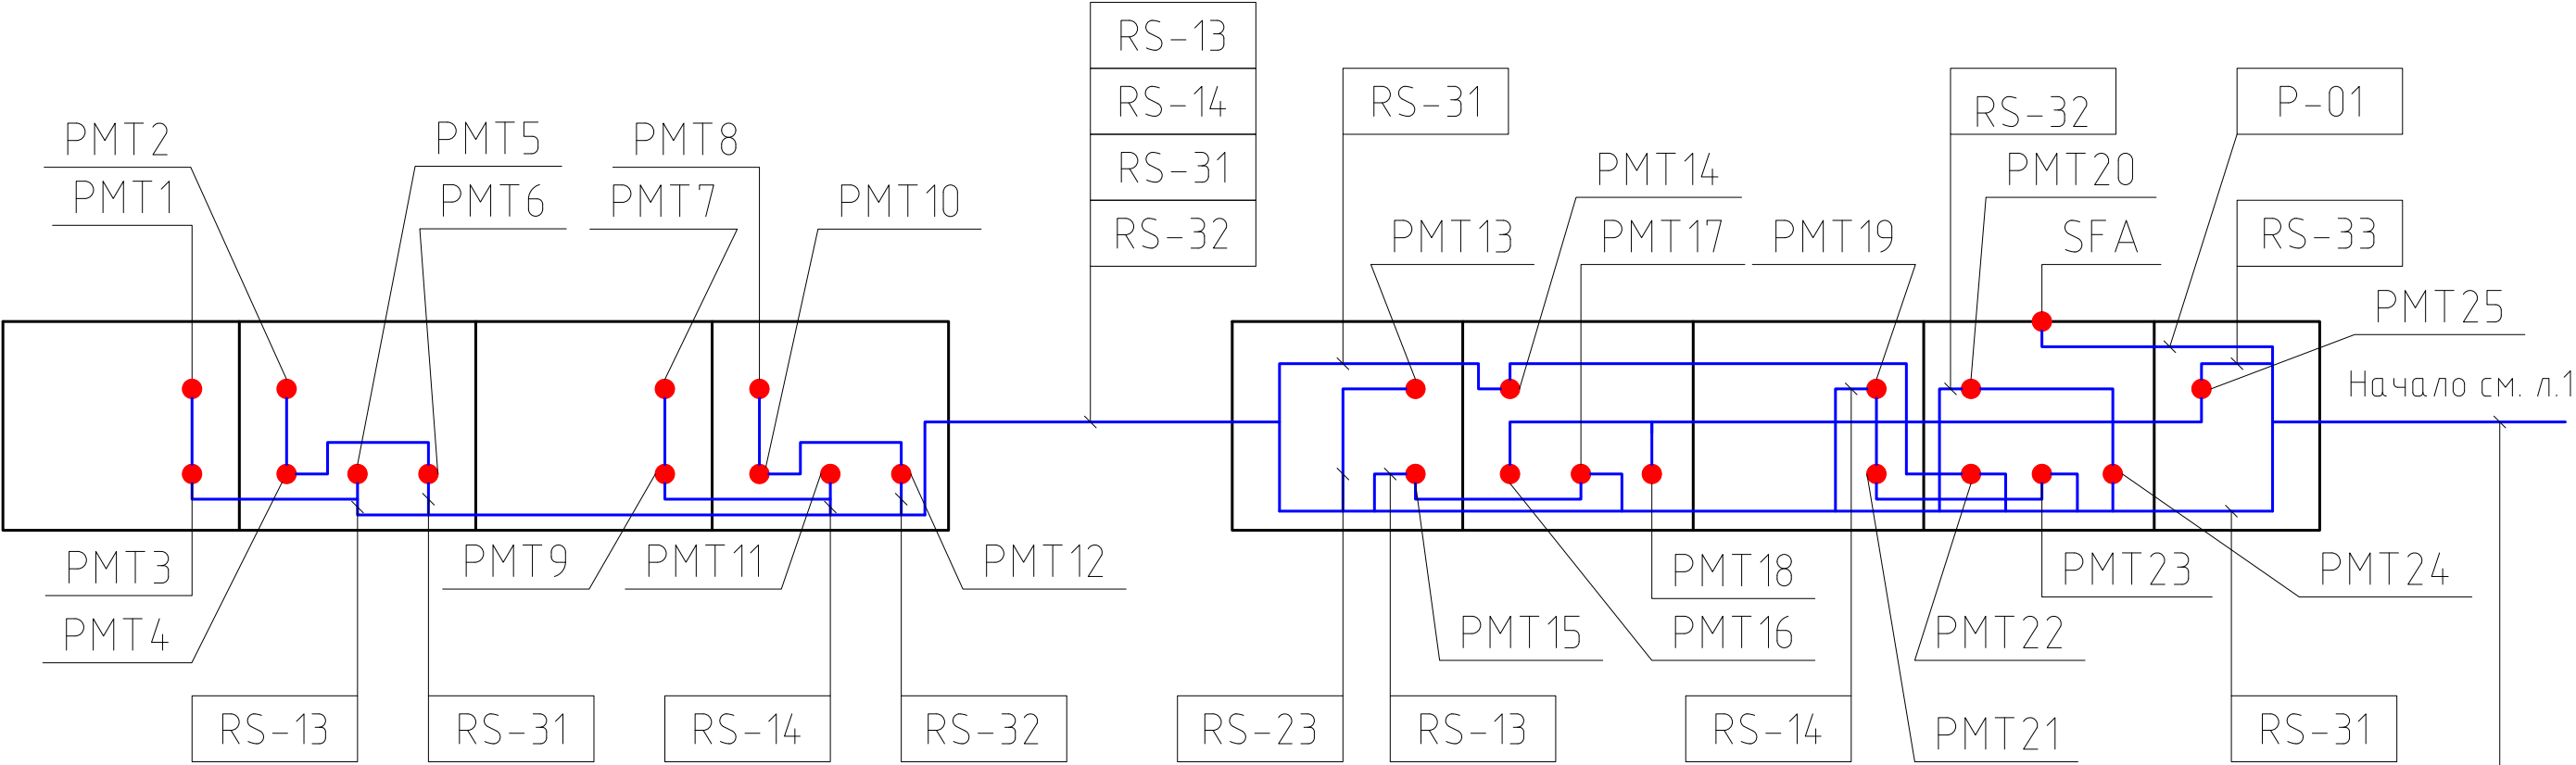 RS-13
RS-14
RS-31
RS-32
RS-31
RS-32
P-01
RS-33
PMT2
PMT1
PMT5
PMT6
PMT8
PMT7
PMT10
PMT14
PMT13
PMT17
PMT19
PMT20
SFA
PMT25
Начало см. л.1
PMT3
PMT4
PMT9
PMT11
PMT12
PMT18
PMT15
PMT16
PMT22
PMT21
PMT23
PMT24
RS-13
RS-31
RS-14
RS-32
RS-23
RS-13
RS-14
RS-31